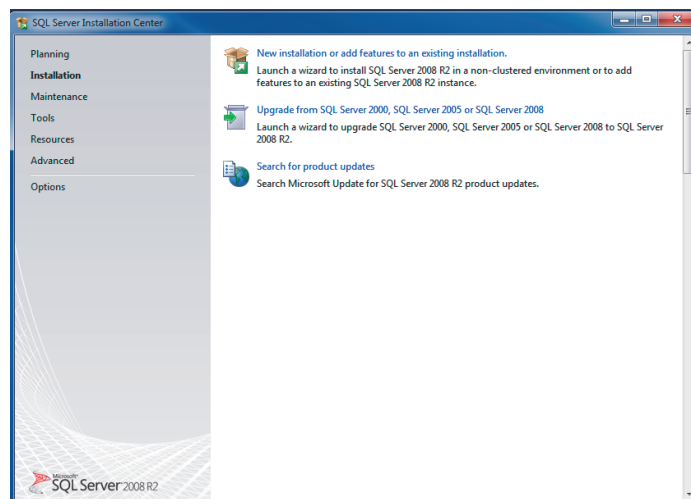 SQL Server Installation Center
Planning
Installation
Maintenance
Tools
Resources
Advanced
Options
New installation or add features to an existing installation.
Launch a wizard to install SQL Server 2008 R2 in a non-clustered environment or to add
features to an existing SQL Server 2008 R2 instance.
Upgrade from SQL Server 2000, SQL Server 2005 or SQL Server 2008
Launch a wizard to upgrade SQL Server 2000, SQL Server 2005 or SQL Server 2008 to SQL Server
2008 R2.
Search for product updates
Search Microsoft Update for SQL Server 2008 R2 product updates.
Microsoft
SQL Server 2008 R2